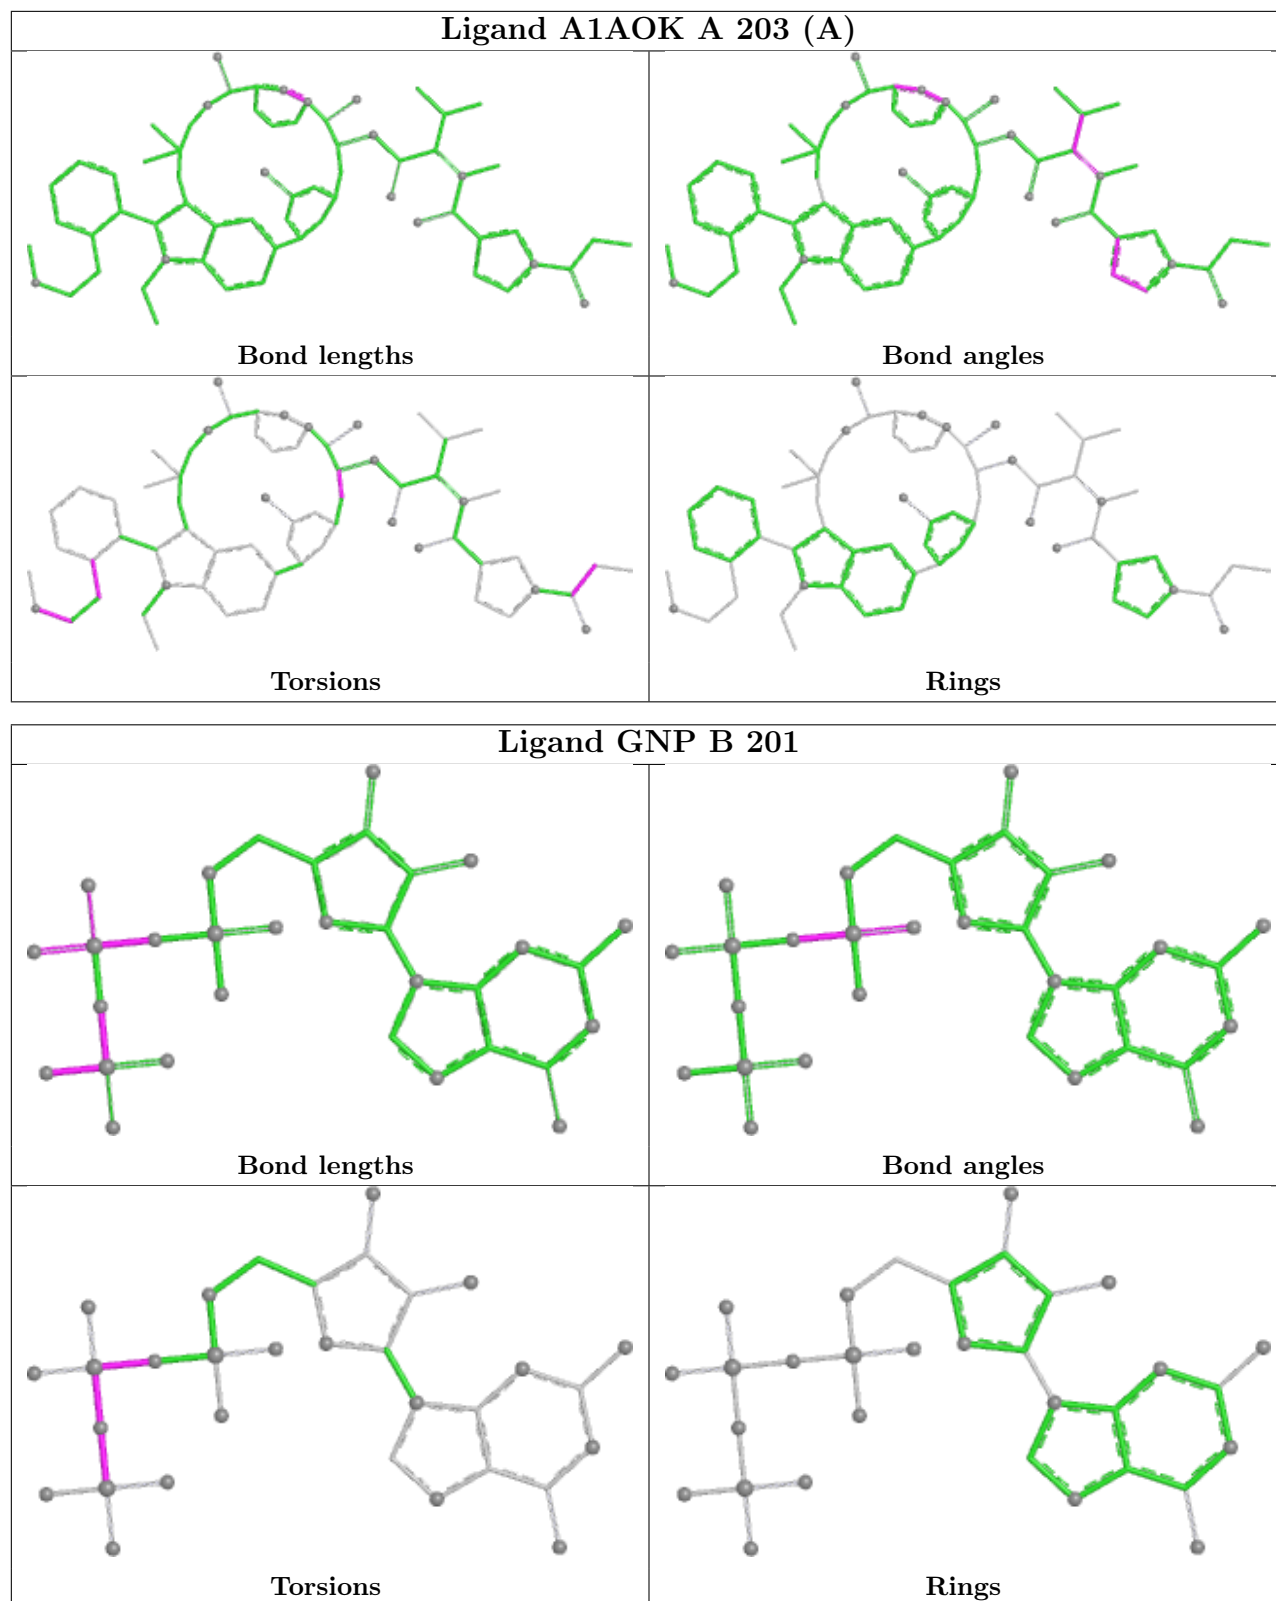 Ligand A1AOK A 203 (A)
Bond lengths
Bond angles
Torsions
Rings
Ligand GNP B 201
Bond lengths
Bond angles
Torsions
Rings